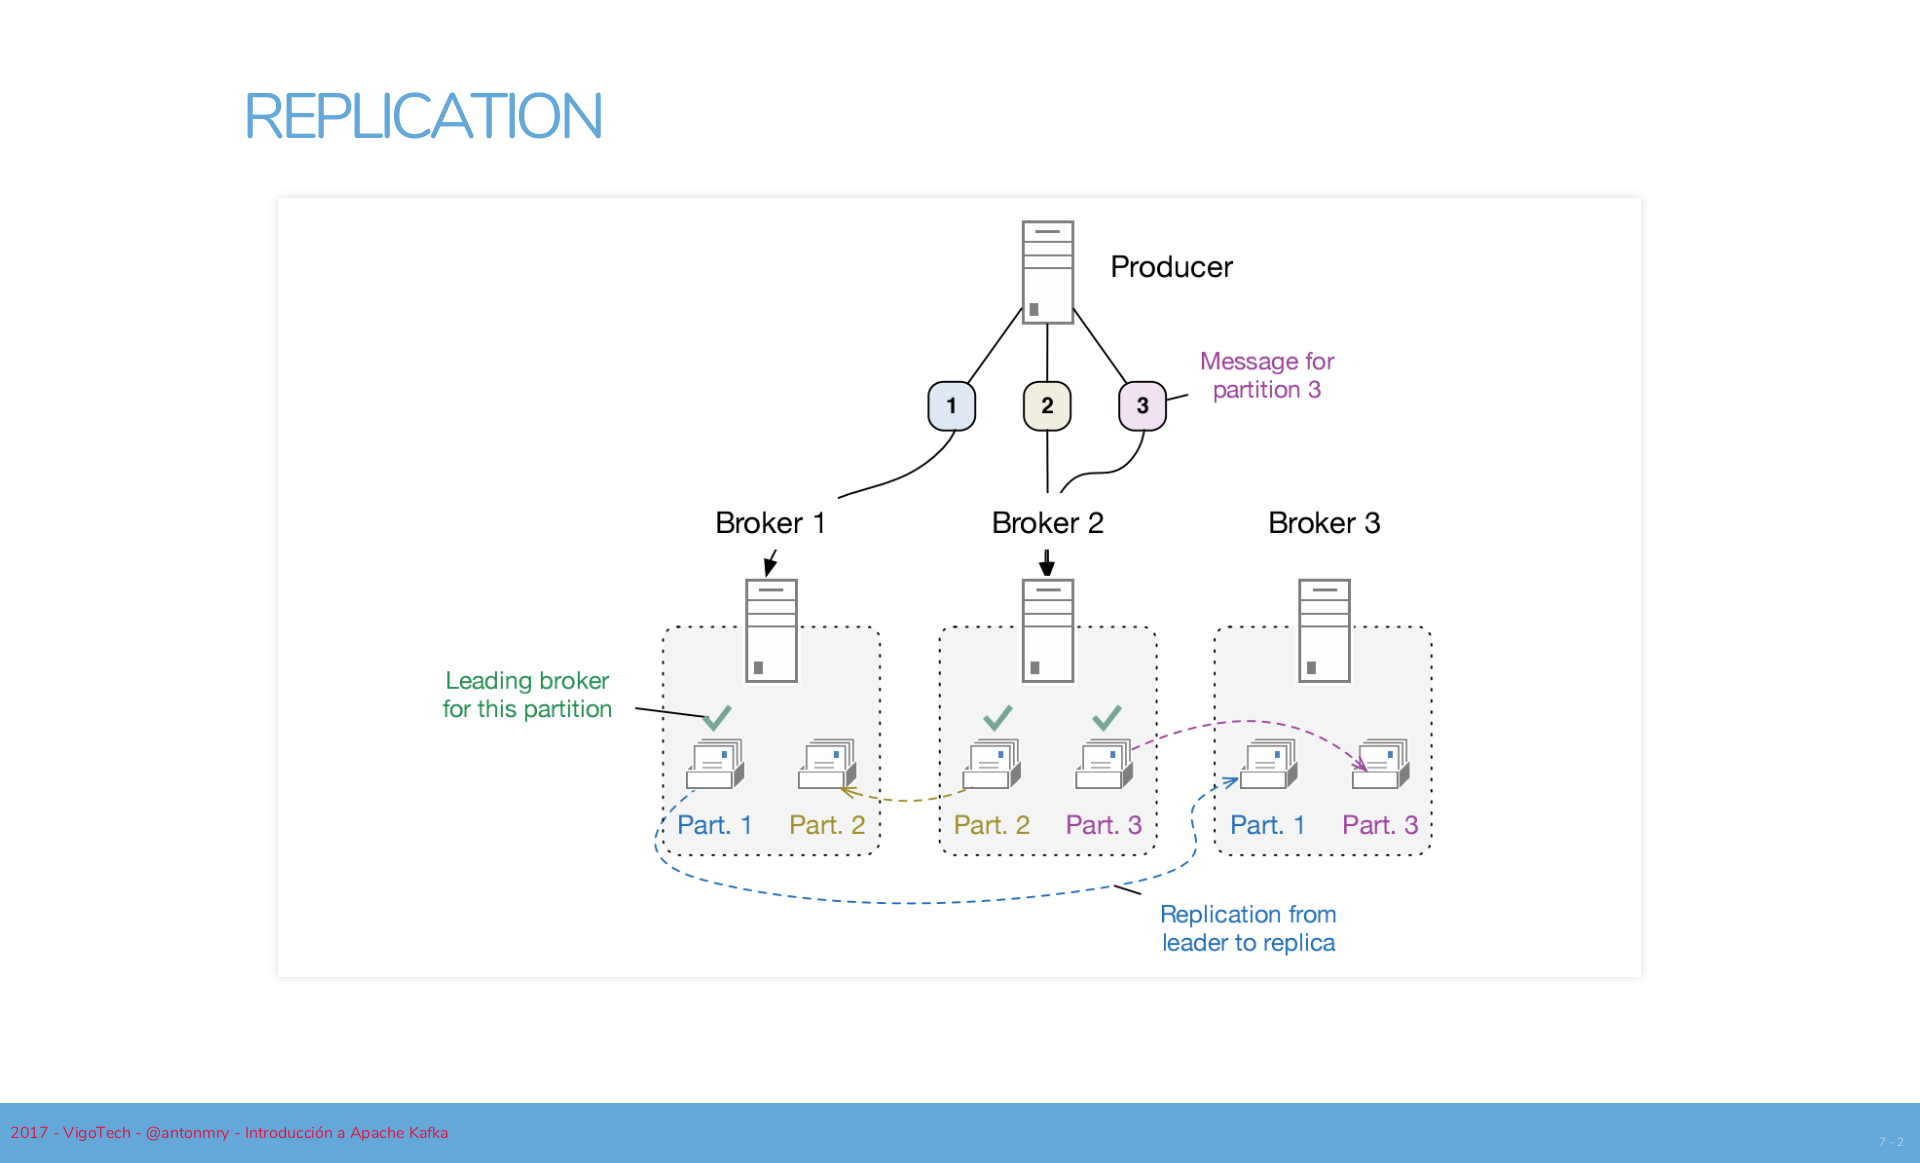 REPLICATION
Producer
Message for
partition 3
1
2
3
Broker 1
Broker 2
Broker 3
Leading broker
for this partition
Part. 1
Part. 2
Part. 2
Part. 3
Part. 1
Part. 3
Replication from
leader to replica
2017 - VigoTech - @antonmry - Introducción a Apache Kafka
7 - 2